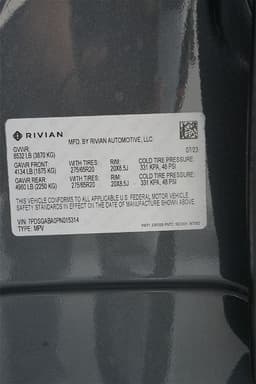 RIVIAN
MFD. BY RIVIAN AUTOMOTIVE, LLC.
GVWR: 07/23
8532 LB (3870 KG)
GAWR FRONT: WITH TIRES: RIM: COLD TIRE PRESSURE:
4134 LB (1875 KG) 275/65R20 20X8.5J 331 KPA, 48 PSI
GAWR REAR: WITH TIRES: RIM: COLD TIRE PRESSURE:
4960 LB (2250 KG) 275/65R20 20X8.5J 331 KPA, 48 PSI
THIS VEHICLE CONFORMS TO ALL APPLICABLE U.S. FEDERAL MOTOR VEHICLE
SAFETY STANDARDS IN EFFECT ON THE DATE OF MANUFACTURE SHOWN ABOVE.
VIN: 7PDSGABA0PN015314
TYPE: MPV